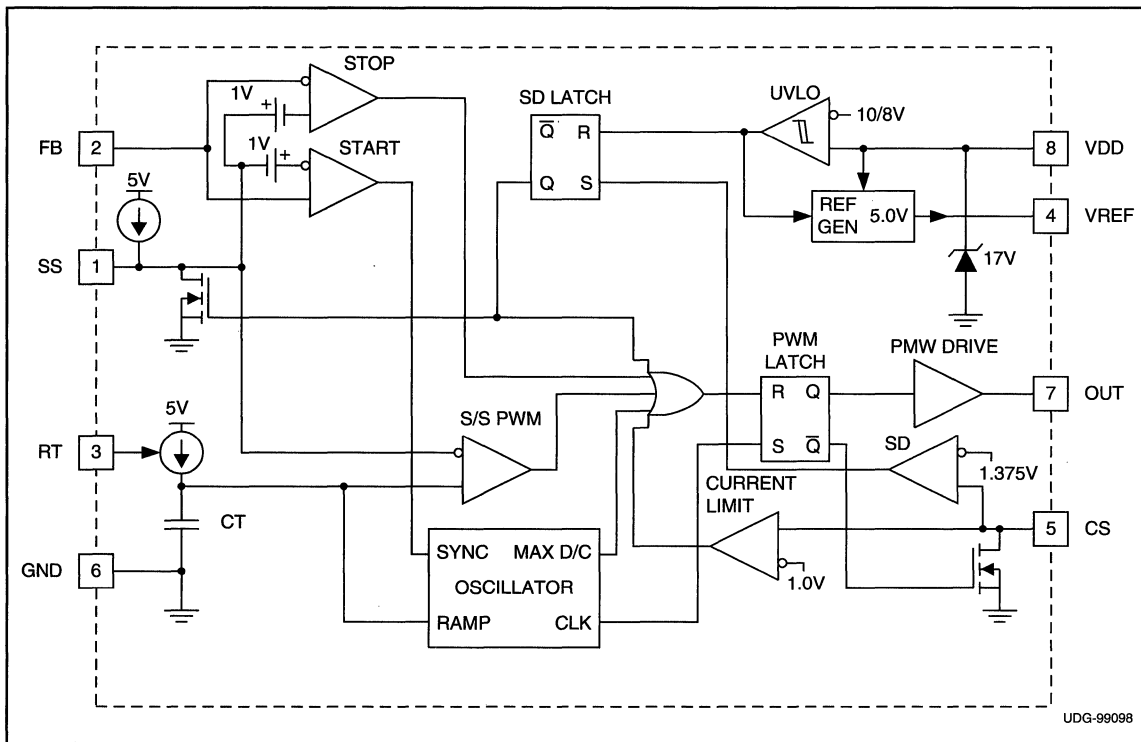 STOP
1V
+
1V
+
START
SD LATCH
Q̅ R
Q S
UVLO
10/8V
FB 2
5V
SS 1
8 VDD
REF GEN 5.0V
4 VREF
17V
PWM LATCH
R Q
S Q̅
PMW DRIVE
7 OUT
5V
RT 3
S/S PWM
SD
1.375V
CURRENT LIMIT
CT
5 CS
1.0V
GND 6
SYNC MAX D/C
OSCILLATOR
RAMP CLK
UDG-99098